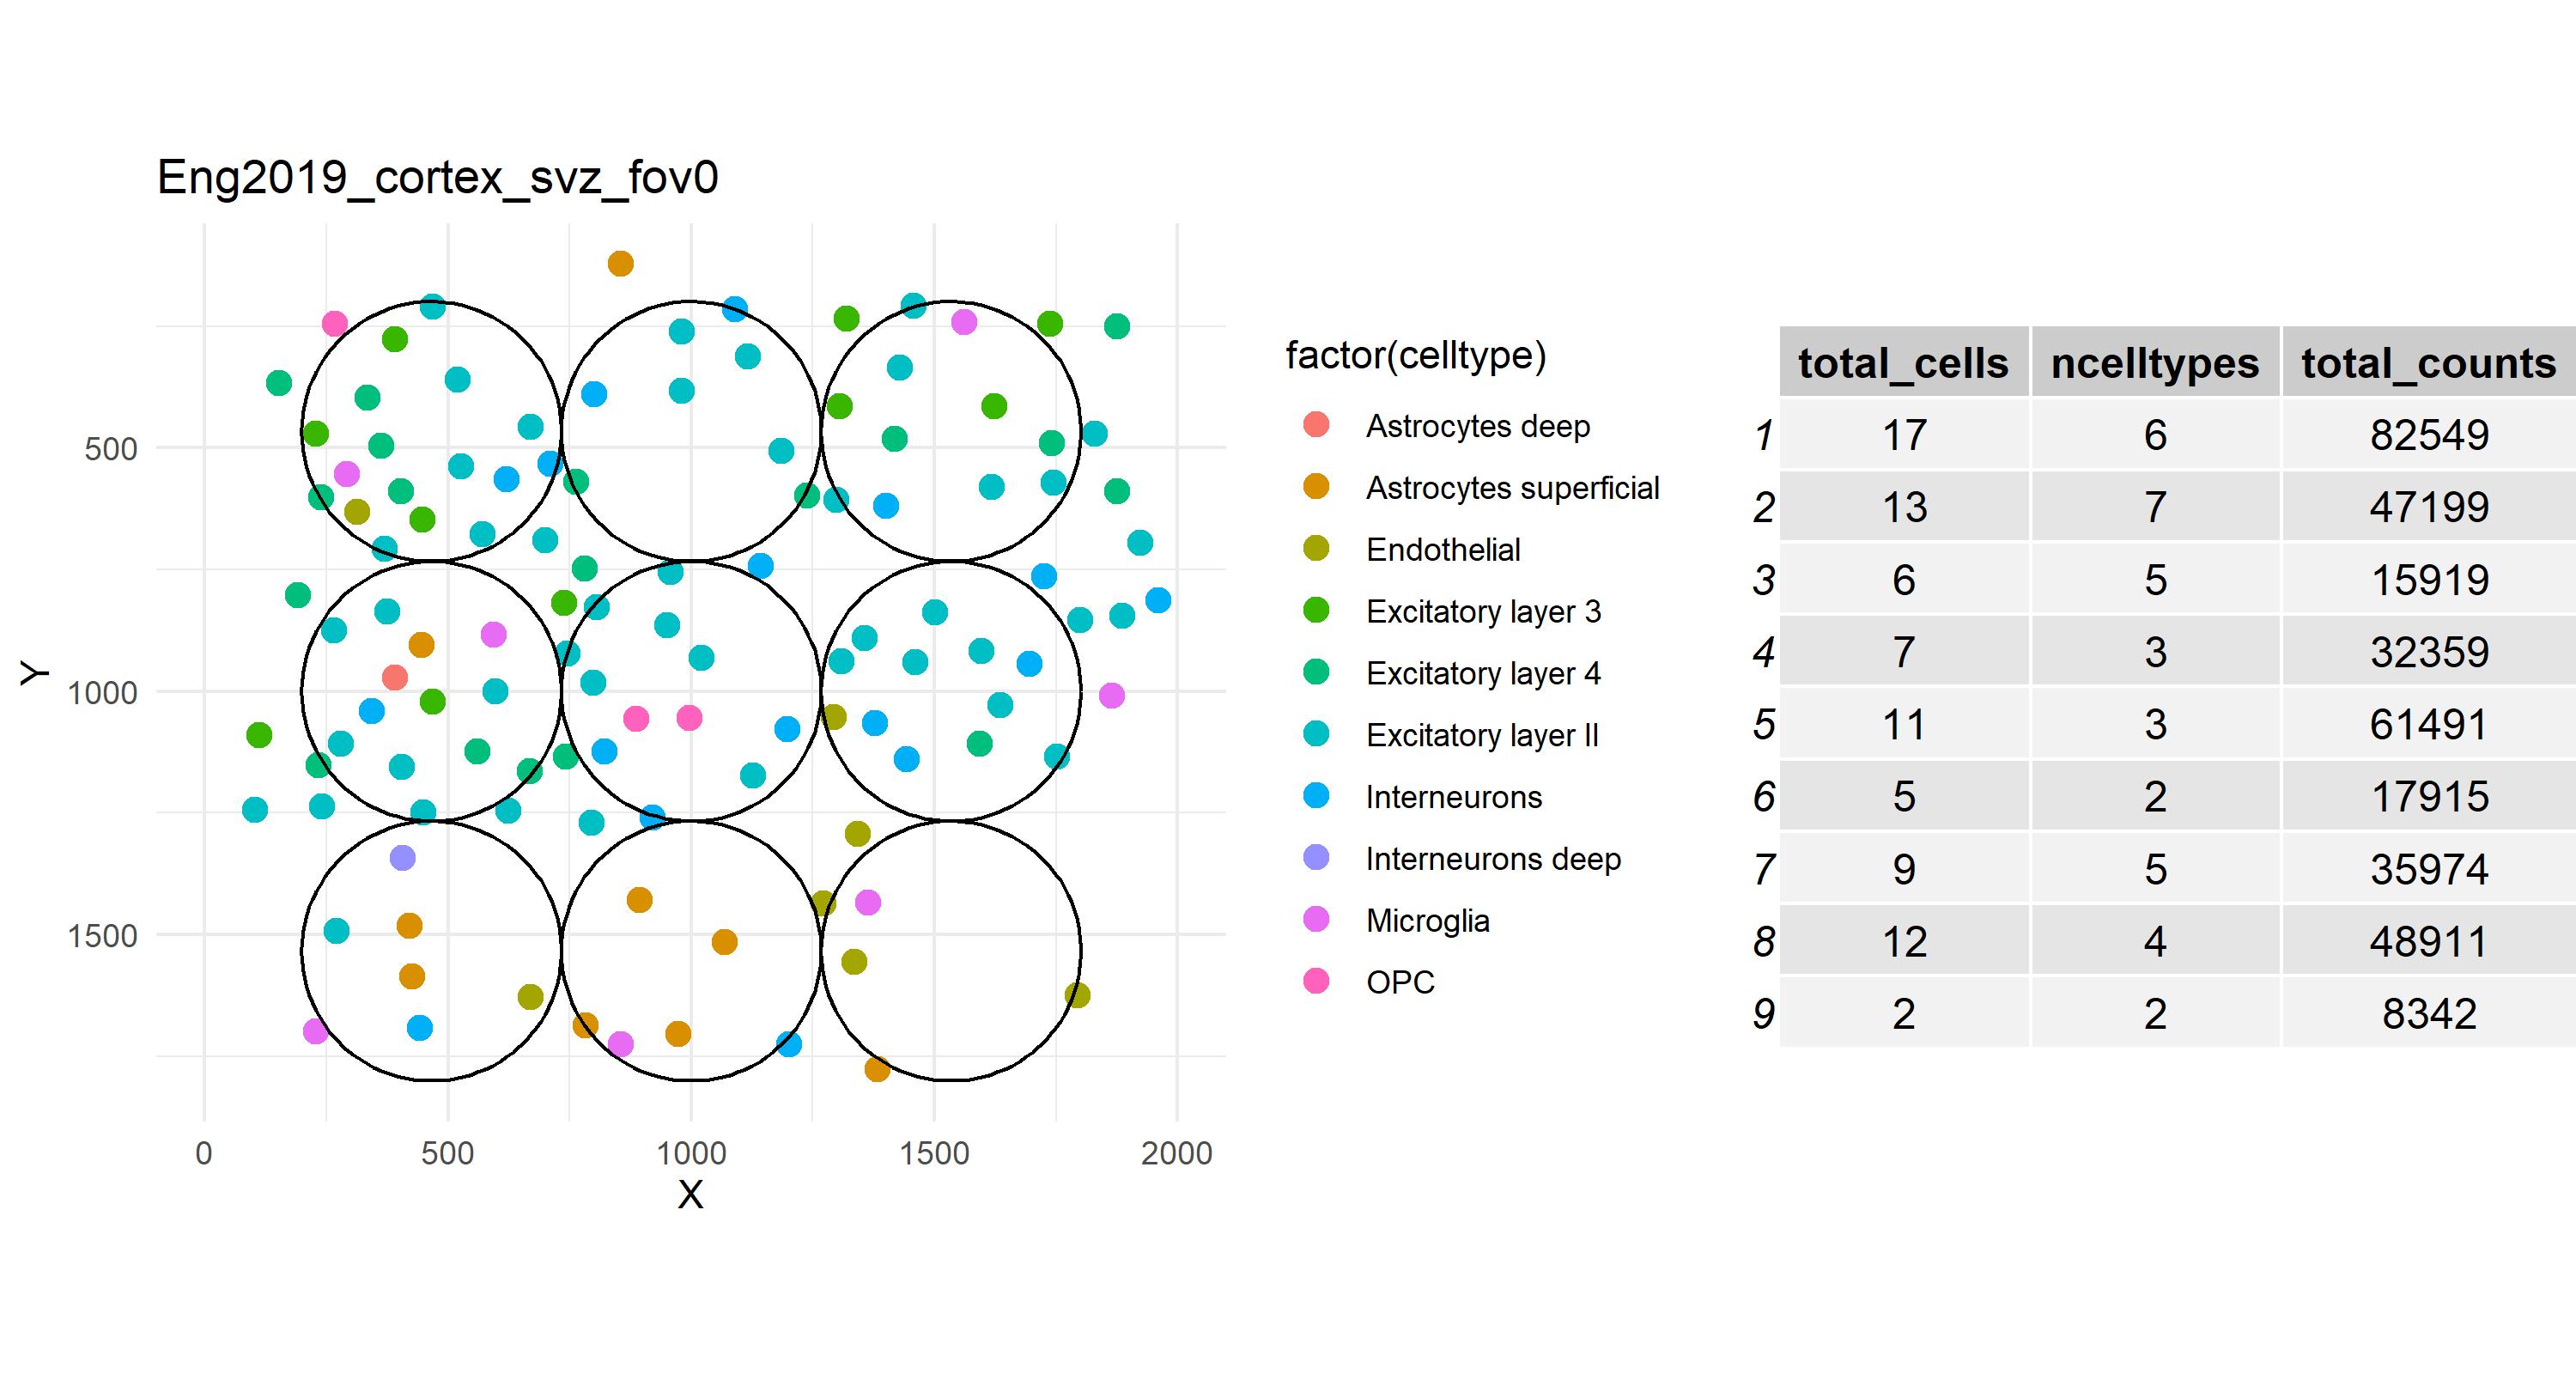 Eng2019_cortex_svz_fov0
Y
500
1000
1500
0 500 1000 1500 2000
X
factor(celltype)
Astrocytes deep
Astrocytes superficial
Endothelial
Excitatory layer 3
Excitatory layer 4
Excitatory layer II
Interneurons
Interneurons deep
Microglia
OPC
total_cells ncelltypes total_counts
1 17 6 82549
2 13 7 47199
3 6 5 15919
4 7 3 32359
5 11 3 61491
6 5 2 17915
7 9 5 35974
8 12 4 48911
9 2 2 8342